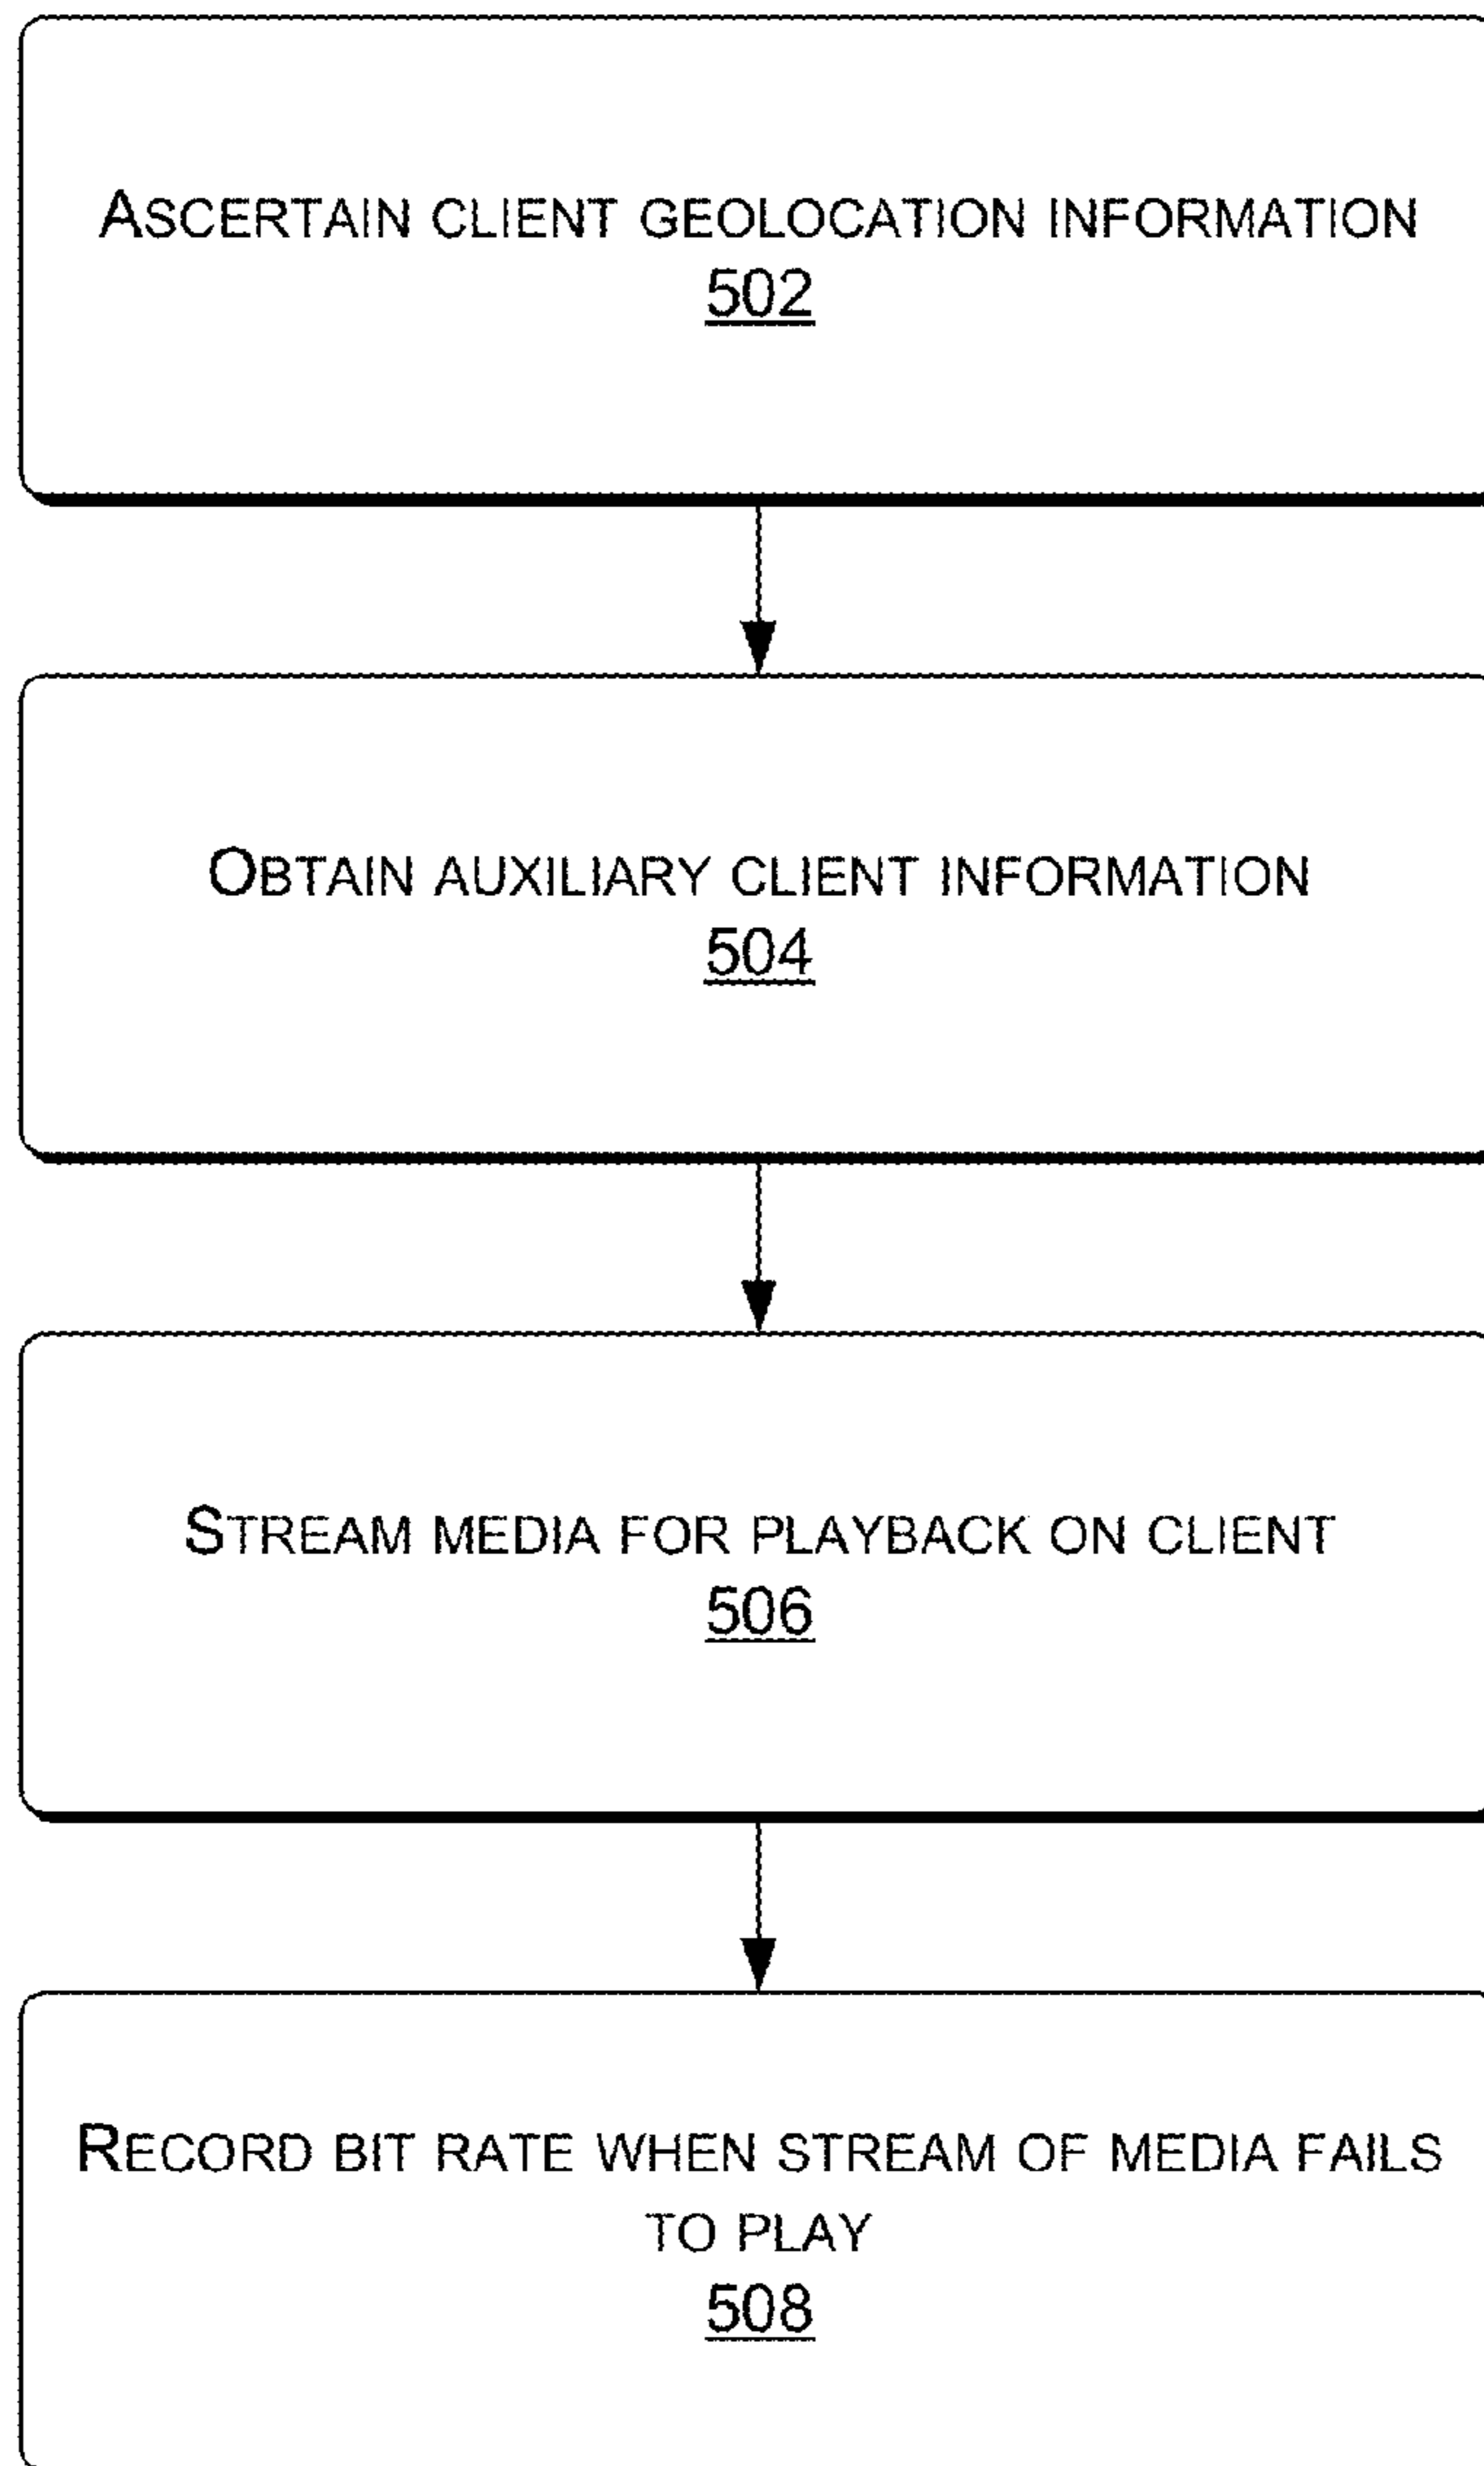 ASCERTAIN CLIENT GEOLOCATION INFORMATION
502
OBTAIN AUXILIARY CLIENT INFORMATION
504
STREAM MEDIA FOR PLAYBACK ON CLIENT
506
RECORD BIT RATE WHEN STREAM OF MEDIA FAILS
TO PLAY
508